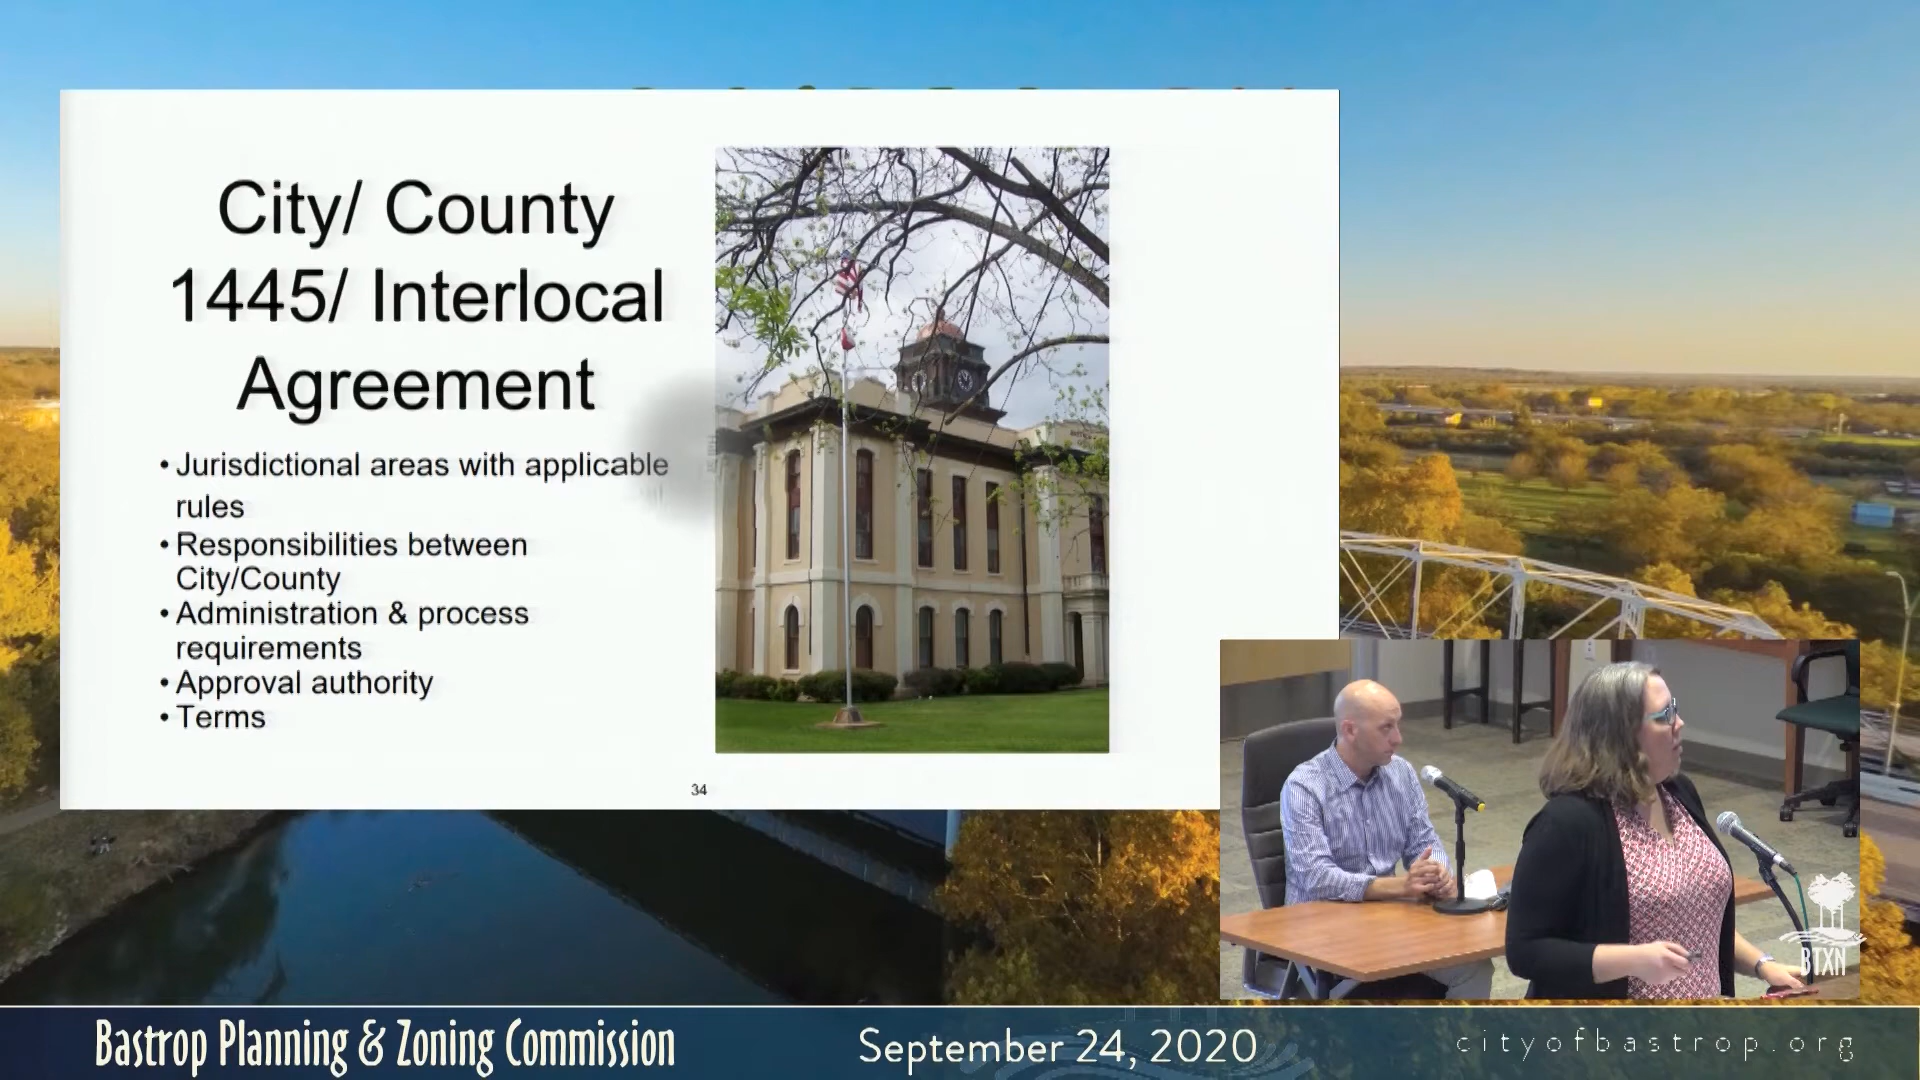 City/ County
1445/ Interlocal
Agreement
• Jurisdictional areas with applicable
rules
• Responsibilities between
City/County
• Administration & process
requirements
• Approval authority
• Terms
34
BTXN
Bastrop Planning & Zoning Commission
September 24, 2020
cityofbastrop.org